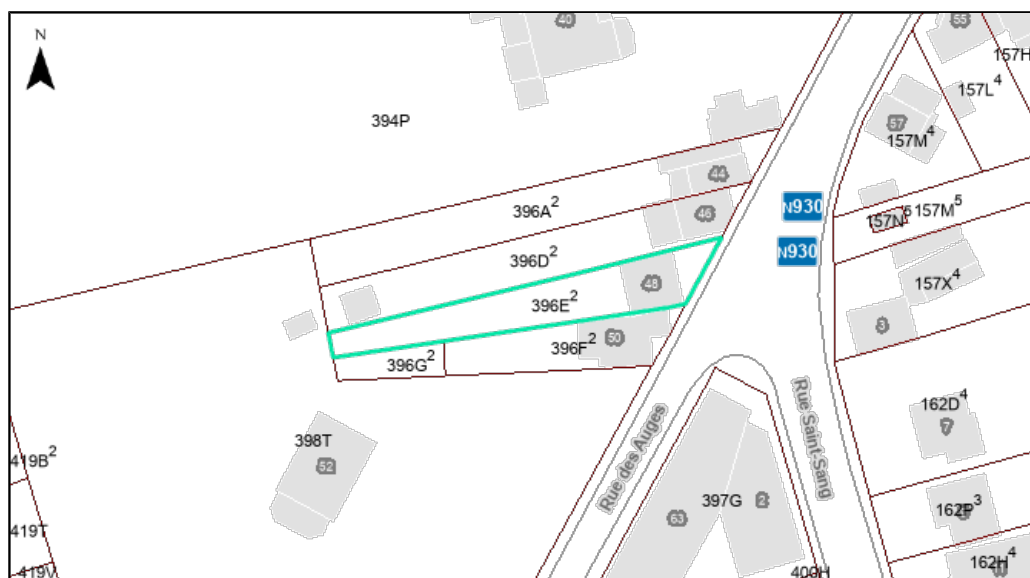 40
55
N
157H
157L⁴
394P
57
157M⁴
44
396A²
N930
46
157N⁵
157M⁵
N930
396D²
48
157X⁴
396E²
3
50
396F²
396G²
Rue des Auges
Rue Saint-Sang
162D⁴
7
398T
419B²
52
397G
2
63
162P³
419T
162H⁴
419V
400H